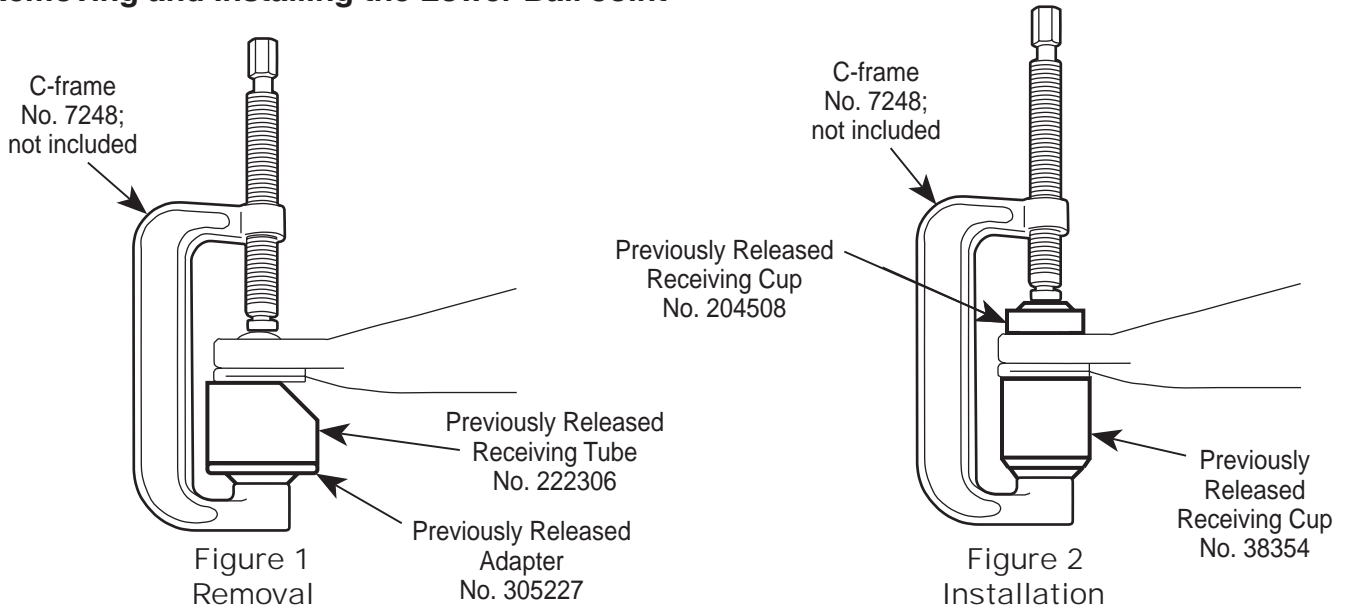 Removing and Installing the Lower Ball Joint
C-frame
No. 7248;
not included
Previously Released
Receiving Tube
No. 222306
Previously Released
Adapter
No. 305227
Figure 1
Removal
C-frame
No. 7248;
not included
Previously Released
Receiving Cup
No. 204508
Previously
Released
Receiving Cup
No. 38354
Figure 2
Installation